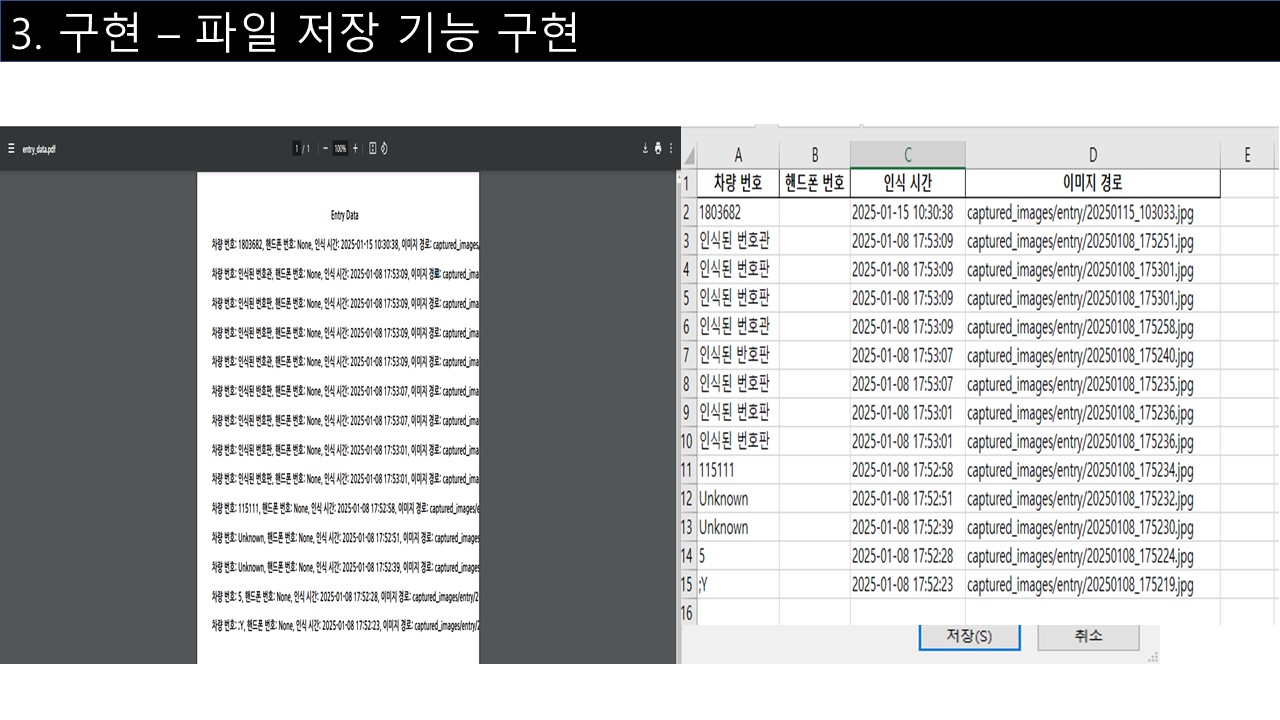 3. 구현 – 파일 저장 기능 구현
entry_data.pdf
1 / 1
100%
Entry Data
차량 번호: 1803682, 핸드폰 번호: None, 인식 시간: 2025-01-15 10:30:38, 이미지 경로: captured_images,
차량 번호: 인식된 번호관, 핸드폰 번호: None, 인식 시간: 2025-01-08 17:53:09, 이미지 경로: captured_ima
차량 번호: 인식된 번호판, 핸드폰 번호: None, 인식 시간: 2025-01-08 17:53:09, 이미지 경로: captured_ima
차량 번호: 인식된 번호판, 핸드폰 번호: None, 인식 시간: 2025-01-08 17:53:09, 이미지 경로: captured_ima
차량 번호: 인식된 번호관, 핸드폰 번호: None, 인식 시간: 2025-01-08 17:53:09, 이미지 경로: captured_ima
차량 번호: 인식된 반호판, 핸드폰 번호: None, 인식 시간: 2025-01-08 17:53:07, 이미지 경로: captured_ima
차량 번호: 인식된 번호판, 핸드폰 번호: None, 인식 시간: 2025-01-08 17:53:07, 이미지 경로: captured_ima
차량 번호: 인식된 번호판, 핸드폰 번호: None, 인식 시간: 2025-01-08 17:53:01, 이미지 경로: captured_ima
차량 번호: 인식된 번호판, 핸드폰 번호: None, 인식 시간: 2025-01-08 17:53:01, 이미지 경로: captured_ima
차량 번호: 115111, 핸드폰 번호: None, 인식 시간: 2025-01-08 17:52:58, 이미지 경로: captured_images/e
차량 번호: Unknown, 핸드폰 번호: None, 인식 시간: 2025-01-08 17:52:51, 이미지 경로: captured_images
차량 번호: Unknown, 핸드폰 번호: None, 인식 시간: 2025-01-08 17:52:39, 이미지 경로: captured_images
차량 번호: 5, 핸드폰 번호: None, 인식 시간: 2025-01-08 17:52:28, 이미지 경로: captured_images/entry/2
차량 번호: ;Y, 핸드폰 번호: None, 인식 시간: 2025-01-08 17:52:23, 이미지 경로: captured_images/entry/2
A B C D E
1 차량 번호 핸드폰 번호 인식 시간 이미지 경로
2 1803682 2025-01-15 10:30:38 captured_images/entry/20250115_103033.jpg
3 인식된 번호관 2025-01-08 17:53:09 captured_images/entry/20250108_175251.jpg
4 인식된 번호판 2025-01-08 17:53:09 captured_images/entry/20250108_175301.jpg
5 인식된 번호판 2025-01-08 17:53:09 captured_images/entry/20250108_175301.jpg
6 인식된 번호관 2025-01-08 17:53:09 captured_images/entry/20250108_175258.jpg
7 인식된 반호판 2025-01-08 17:53:07 captured_images/entry/20250108_175240.jpg
8 인식된 번호판 2025-01-08 17:53:07 captured_images/entry/20250108_175235.jpg
9 인식된 번호판 2025-01-08 17:53:01 captured_images/entry/20250108_175236.jpg
10 인식된 번호판 2025-01-08 17:53:01 captured_images/entry/20250108_175236.jpg
11 115111 2025-01-08 17:52:58 captured_images/entry/20250108_175234.jpg
12 Unknown 2025-01-08 17:52:51 captured_images/entry/20250108_175232.jpg
13 Unknown 2025-01-08 17:52:39 captured_images/entry/20250108_175230.jpg
14 5 2025-01-08 17:52:28 captured_images/entry/20250108_175224.jpg
15 ;Y 2025-01-08 17:52:23 captured_images/entry/20250108_175219.jpg
16
저장(S) 취소